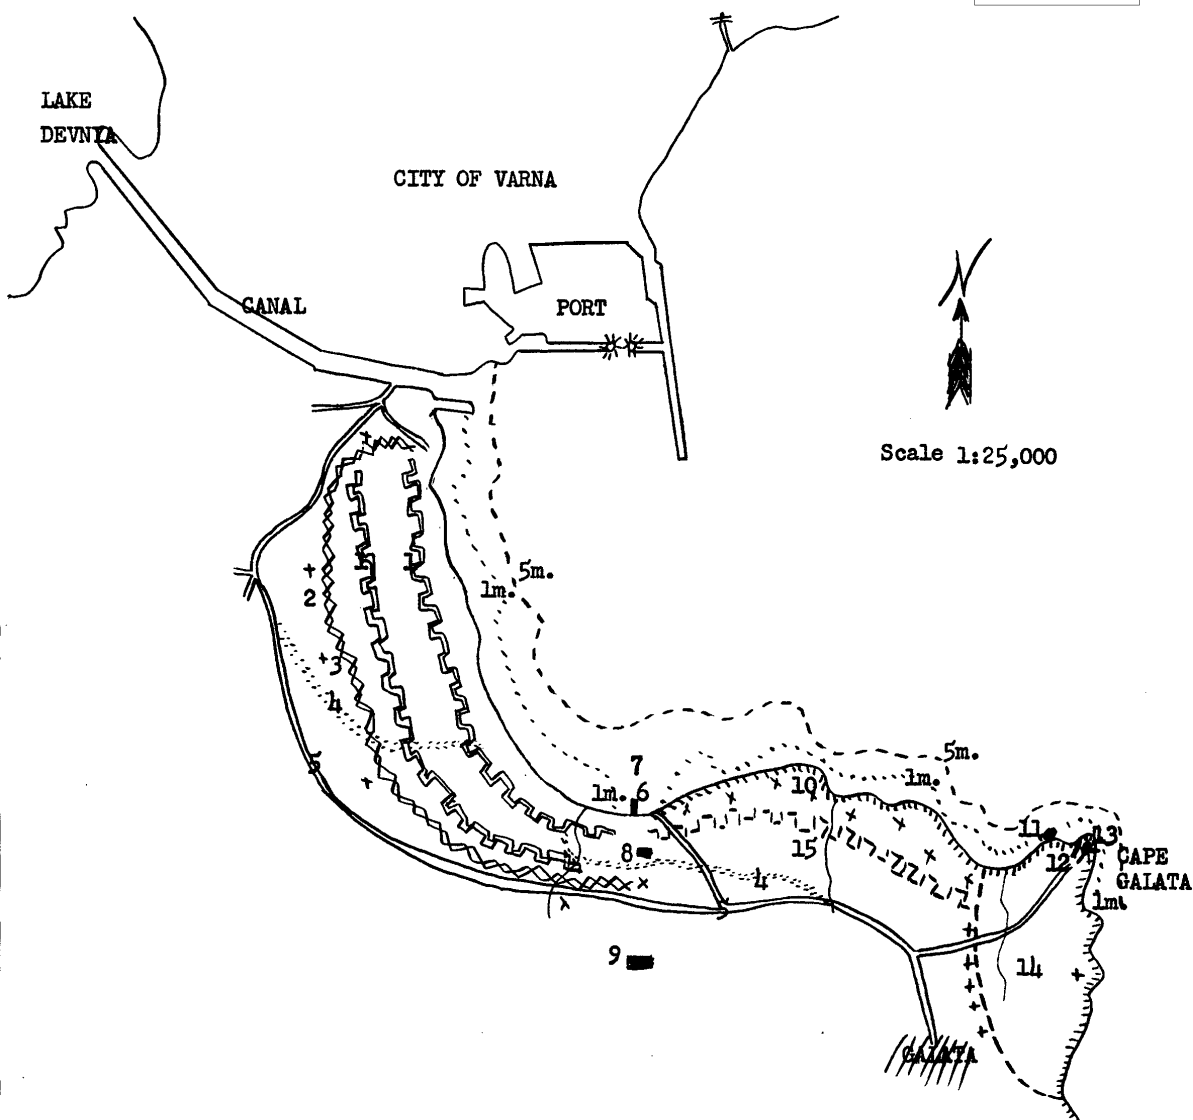 LAKE
DEVNYA
CITY OF VARNA
CANAL
PORT
N
Scale 1:25,000
1
5m.
1m.
2
3
4
5
5m.
7
1m. 6
1m.
10
11
13
8
15
12
CAPE
4
GALATA
1m.
9
14
GALATA